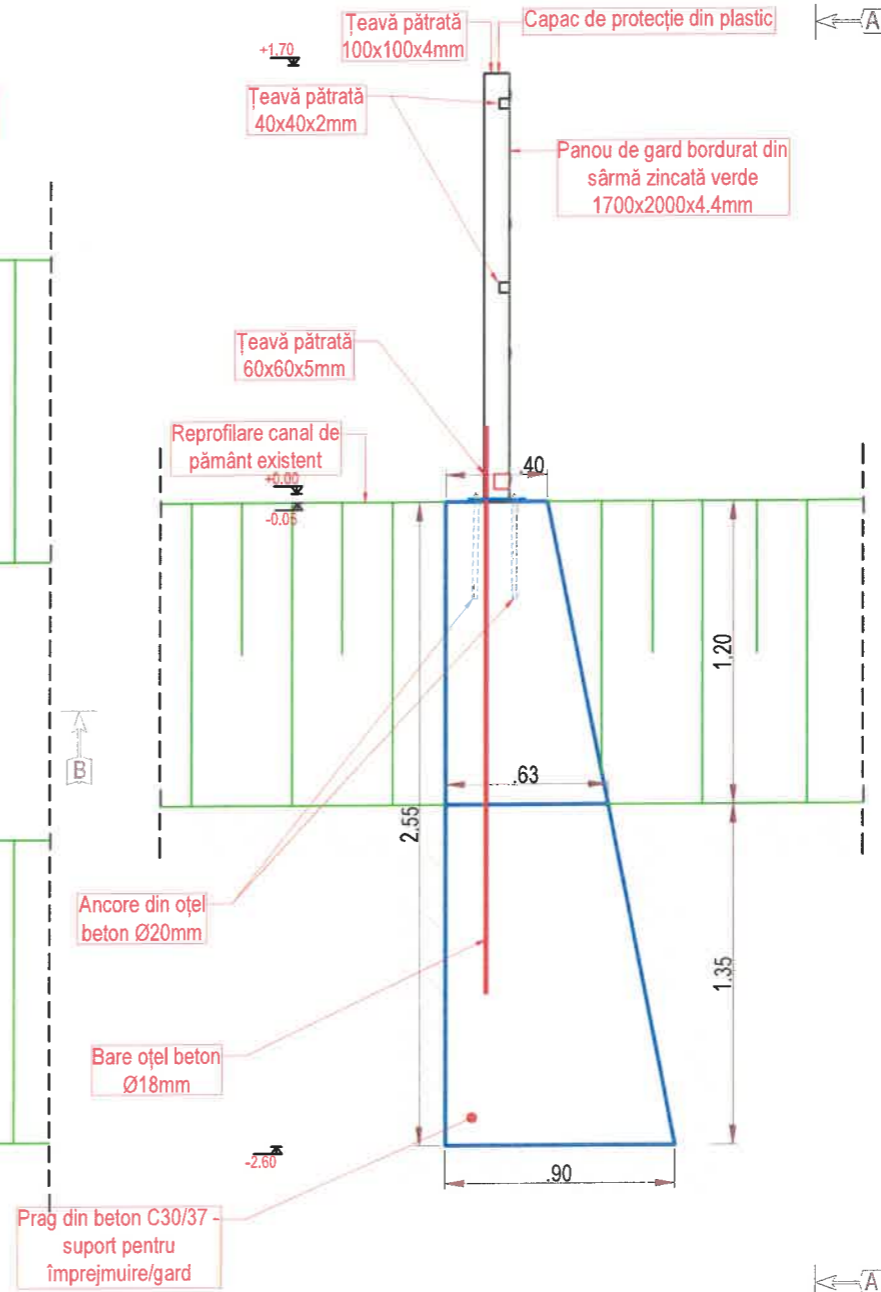 Țeavă pătrată
100x100x4mm
Capac de protecție din plastic
A
+1.70
Țeavă pătrată
40x40x2mm
Panou de gard bordurat din
sârmă zincată verde
1700x2000x4.4mm
Țeavă pătrată
60x60x5mm
Reprofilare canal de
pământ existent
.40
+0.00
-0.05
1.20
B
.63
2.55
Ancore din oțel
beton Ø20mm
1.35
Bare oțel beton
Ø18mm
-2.60
.90
Prag din beton C30/37 -
suport pentru
împrejmuire/gard
A